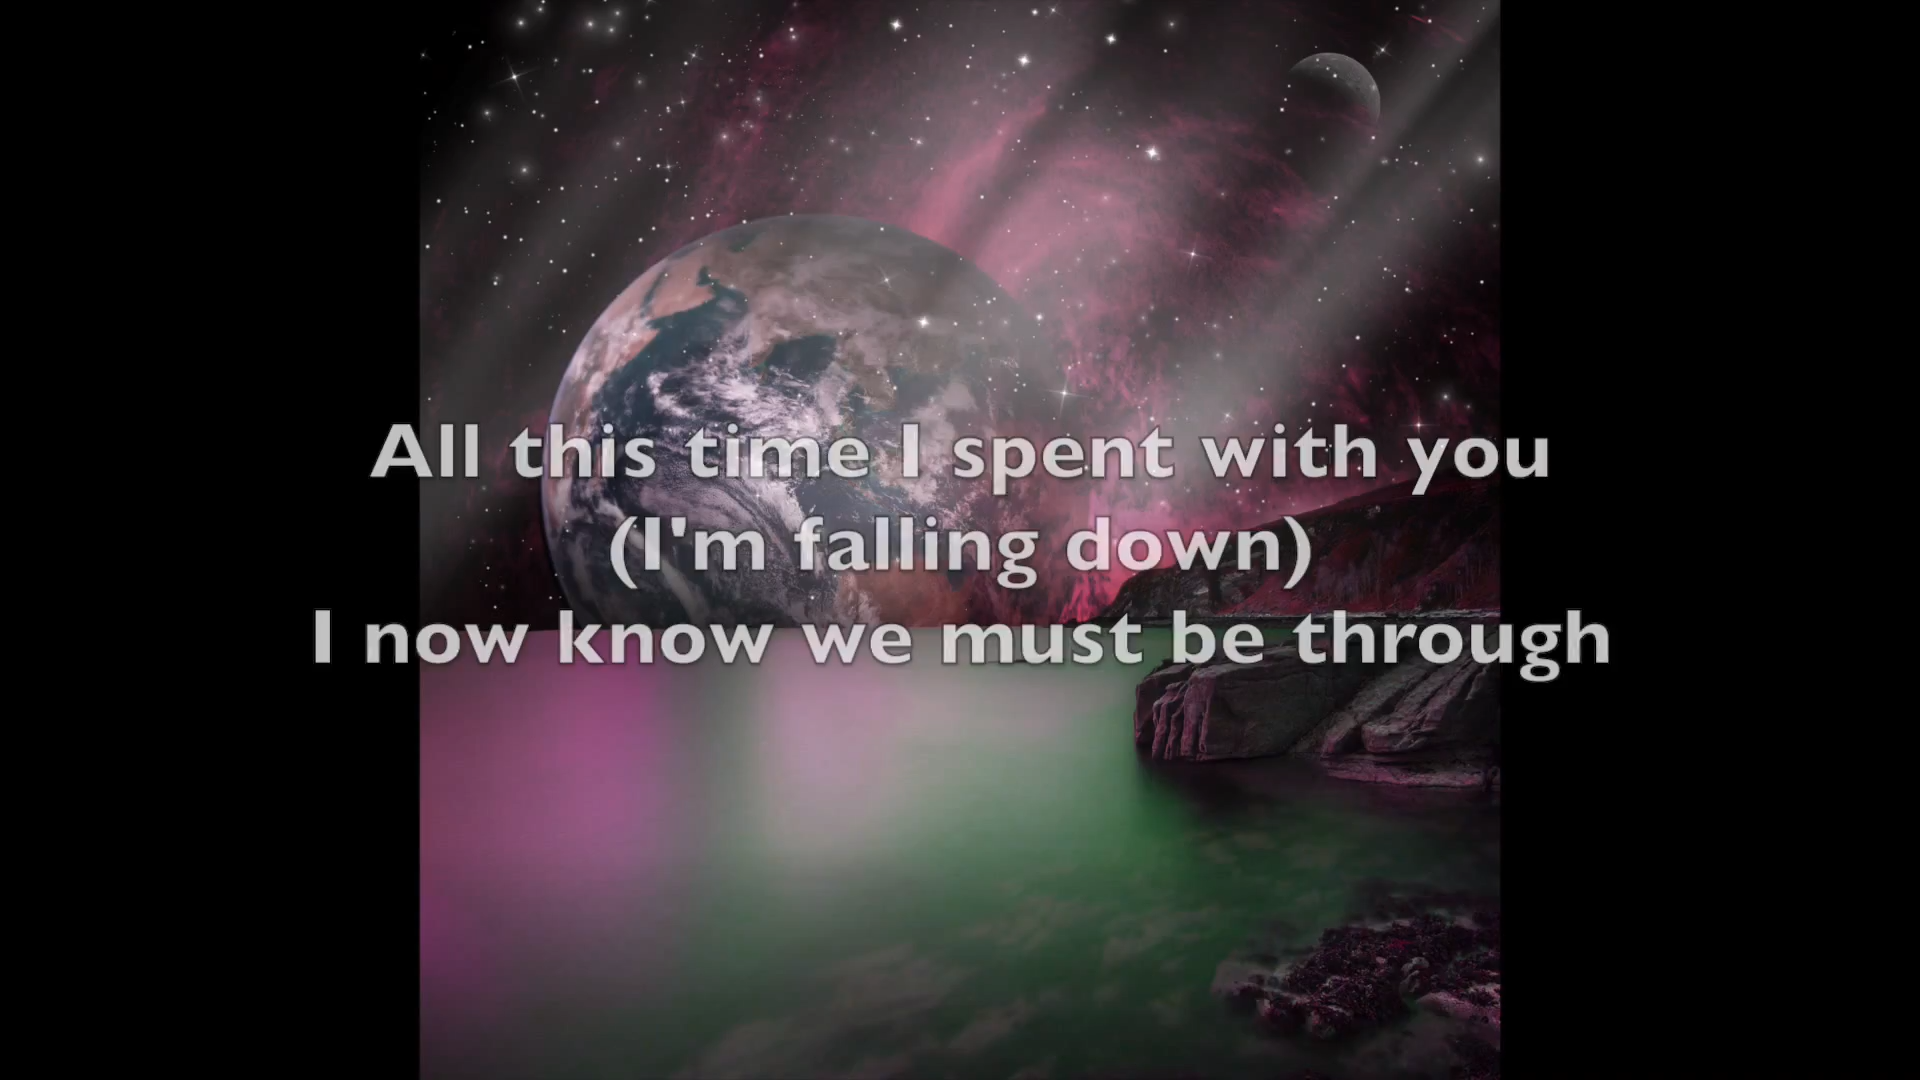 All this time I spent with you
(I'm falling down)
I now know we must be through